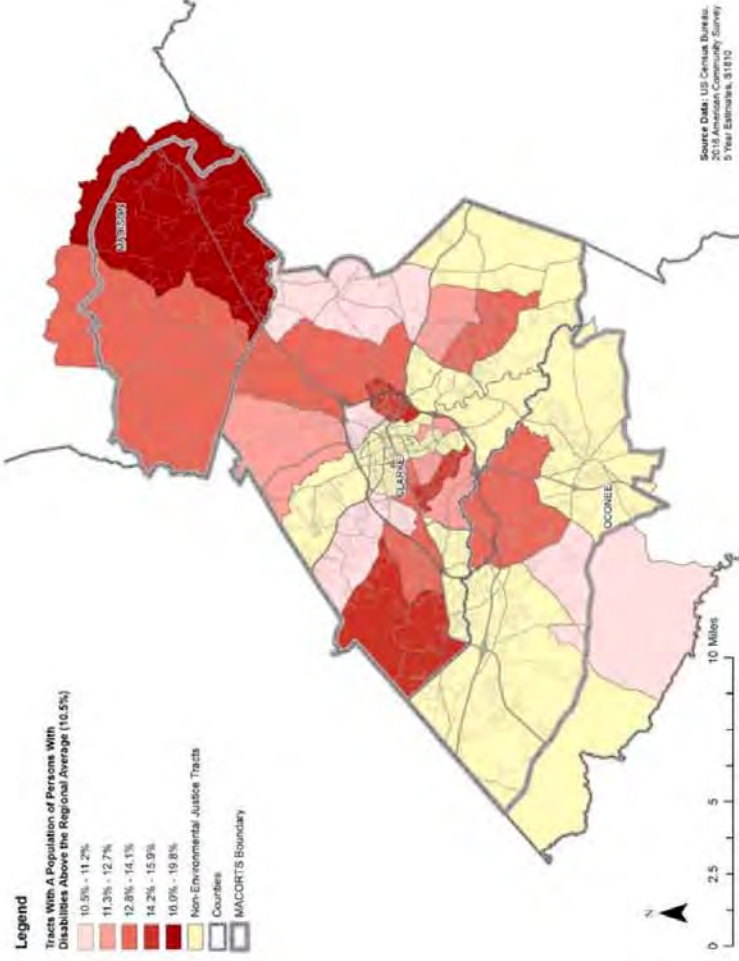 Legend
Tracts With A Population of Persons With
Disabilities Above the Regional Average (10.5%)
10.5% - 11.2%
11.3% - 12.7%
12.8% - 14.1%
14.2% - 15.9%
16.0% - 19.8%
Non-Environmental Justice Tracts
Counties
MACORTS Boundary
MADISON
CLARKE
OCONEE
N
0 2.5 5 10 Miles
Source Data: US Census Bureau,
2016 American Community Survey
5 Year Estimates, S1810